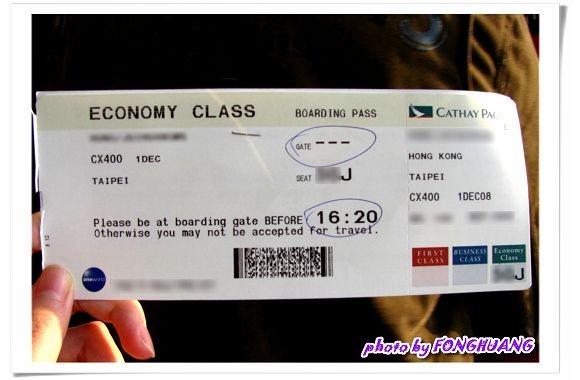 ECONOMY CLASS
BOARDING PASS
CATHAY PAC
GATE ---
CX400 1DEC
TAIPEI
SEAT J
HONG KONG
TAIPEI
CX400 1DEC08
Please be at boarding gate BEFORE 16:20
Otherwise you may not be accepted for travel.
FIRST CLASS
BUSINESS CLASS
Economy Class
J
oneworld
photo by FONGHUANG